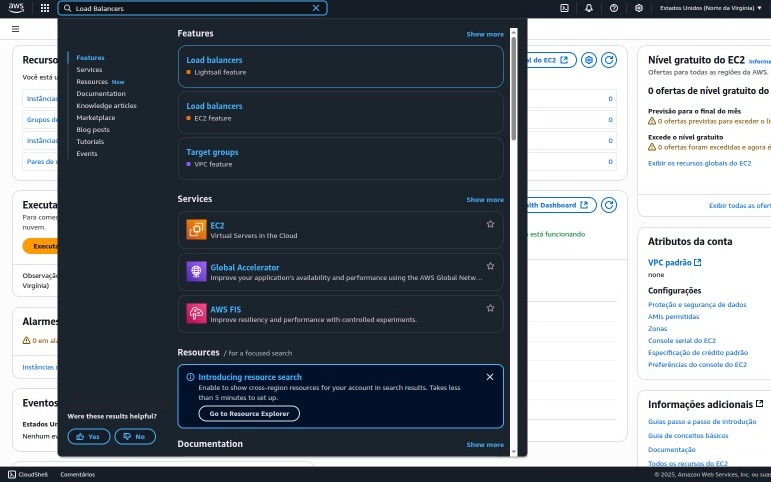 aws
Load Balancers
Estados Unidos (Norte da Virgínia)
Features
Services
Resources New
Documentation
Knowledge articles
Marketplace
Blog posts
Tutorials
Events
Were these results helpful?
Yes
No
Features
Show more
Load balancers
Lightsail feature
Load balancers
EC2 feature
Target groups
VPC feature
Services
Show more
EC2
Virtual Servers in the Cloud
Global Accelerator
Improve your application's availability and performance using the AWS Global Netw...
AWS FIS
Improve resiliency and performance with controlled experiments.
Resources / for a focused search
Introducing resource search
Enable to show cross-region resources for your account in search results. Takes less
than 5 minutes to set up.
Go to Resource Explorer
Documentation
Show more
Recurso
Você está u
Instâncias
Grupos de
Instâncias
Pares de c
Executa
Para come
nuvem.
Executa
Observaçã
Virgínia)
Alarmes
0 em ala
Instâncias
Eventos
Estados Un
Nenhum ev
al do EC2
0
0
0
0
alth Dashboard
está funcionando
Nível gratuito do EC2 Informa
Ofertas para todas as regiões da AWS.
0 ofertas de nível gratuito do
Previsão para o final do mês
0 ofertas previstas para exceder o li
Excede o nível gratuito
0 ofertas foram excedidas e agora é
Exibir os recursos globais do EC2
Exibir todas as ofert
Atributos da conta
VPC padrão
none
Configurações
Proteção e segurança de dados
AMIs permitidas
Zonas
Console serial do EC2
Especificação de crédito padrão
Preferências do console do EC2
Informações adicionais
Guias passo a passo de introdução
Guia de conceitos básicos
Documentação
Todos os recursos do EC2
CloudShell
Comentários
© 2025, Amazon Web Services, Inc. ou suas